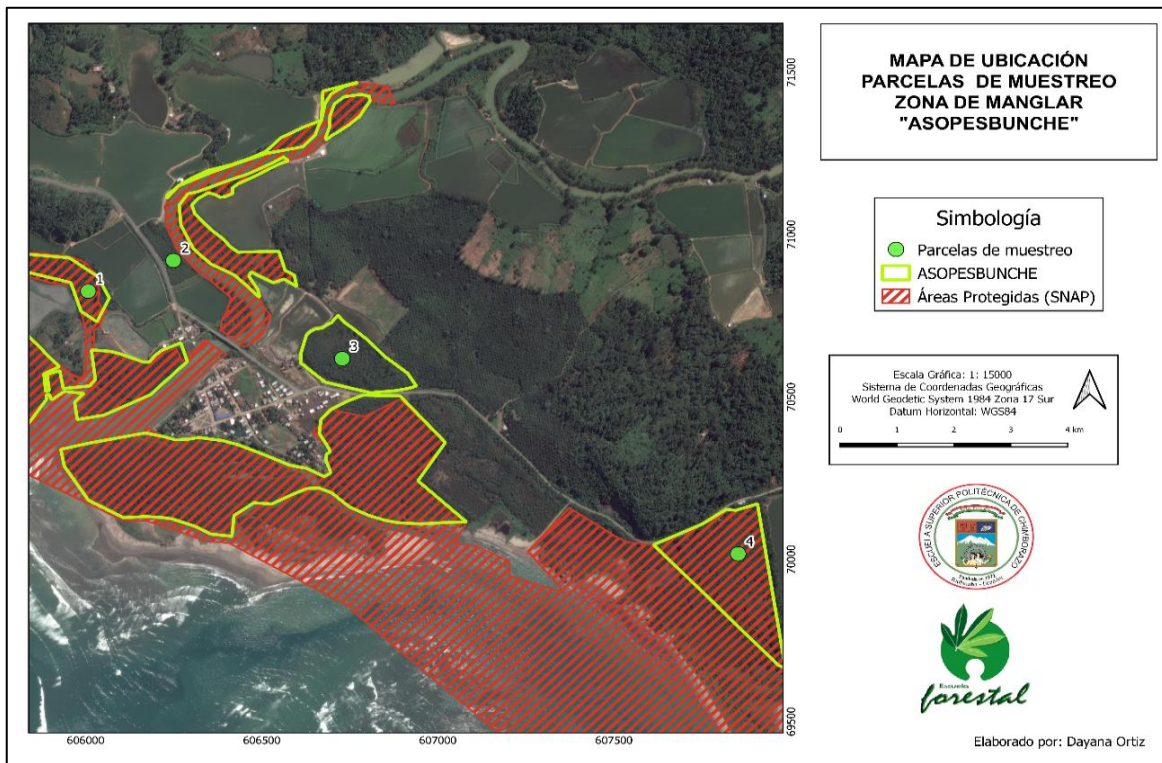 MAPA DE UBICACIÓN
PARCELAS DE MUESTREO
ZONA DE MANGLAR
"ASOPESBUNCHE"
Simbología
Parcelas de muestreo
ASOPESBUNCHE
Áreas Protegidas (SNAP)
Escala Gráfica: 1: 15000
Sistema de Coordenadas Geográficas
World Geodetic System 1984 Zona 17 Sur
Datum Horizontal: WGS84
0 1 2 3 4 km
ESCUELA SUPERIOR POLITÉCNICA DE CHIMBORAZO
forestal
Elaborado por: Dayana Ortiz
1
2
3
4
71500
71000
70500
70000
69500
606000 606500 607000 607500